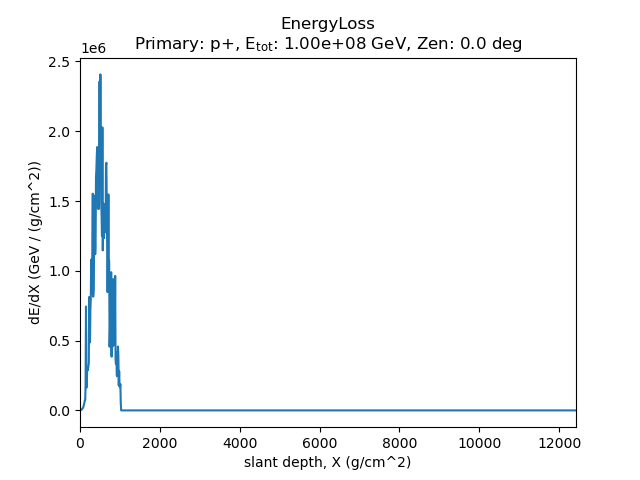 EnergyLoss
Primary: p+, E_tot: 1.00e+08 GeV, Zen: 0.0 deg
1e6
2.5
2.0
1.5
1.0
0.5
0.0
dE/dX (GeV / (g/cm^2))
0 2000 4000 6000 8000 10000 12000
slant depth, X (g/cm^2)